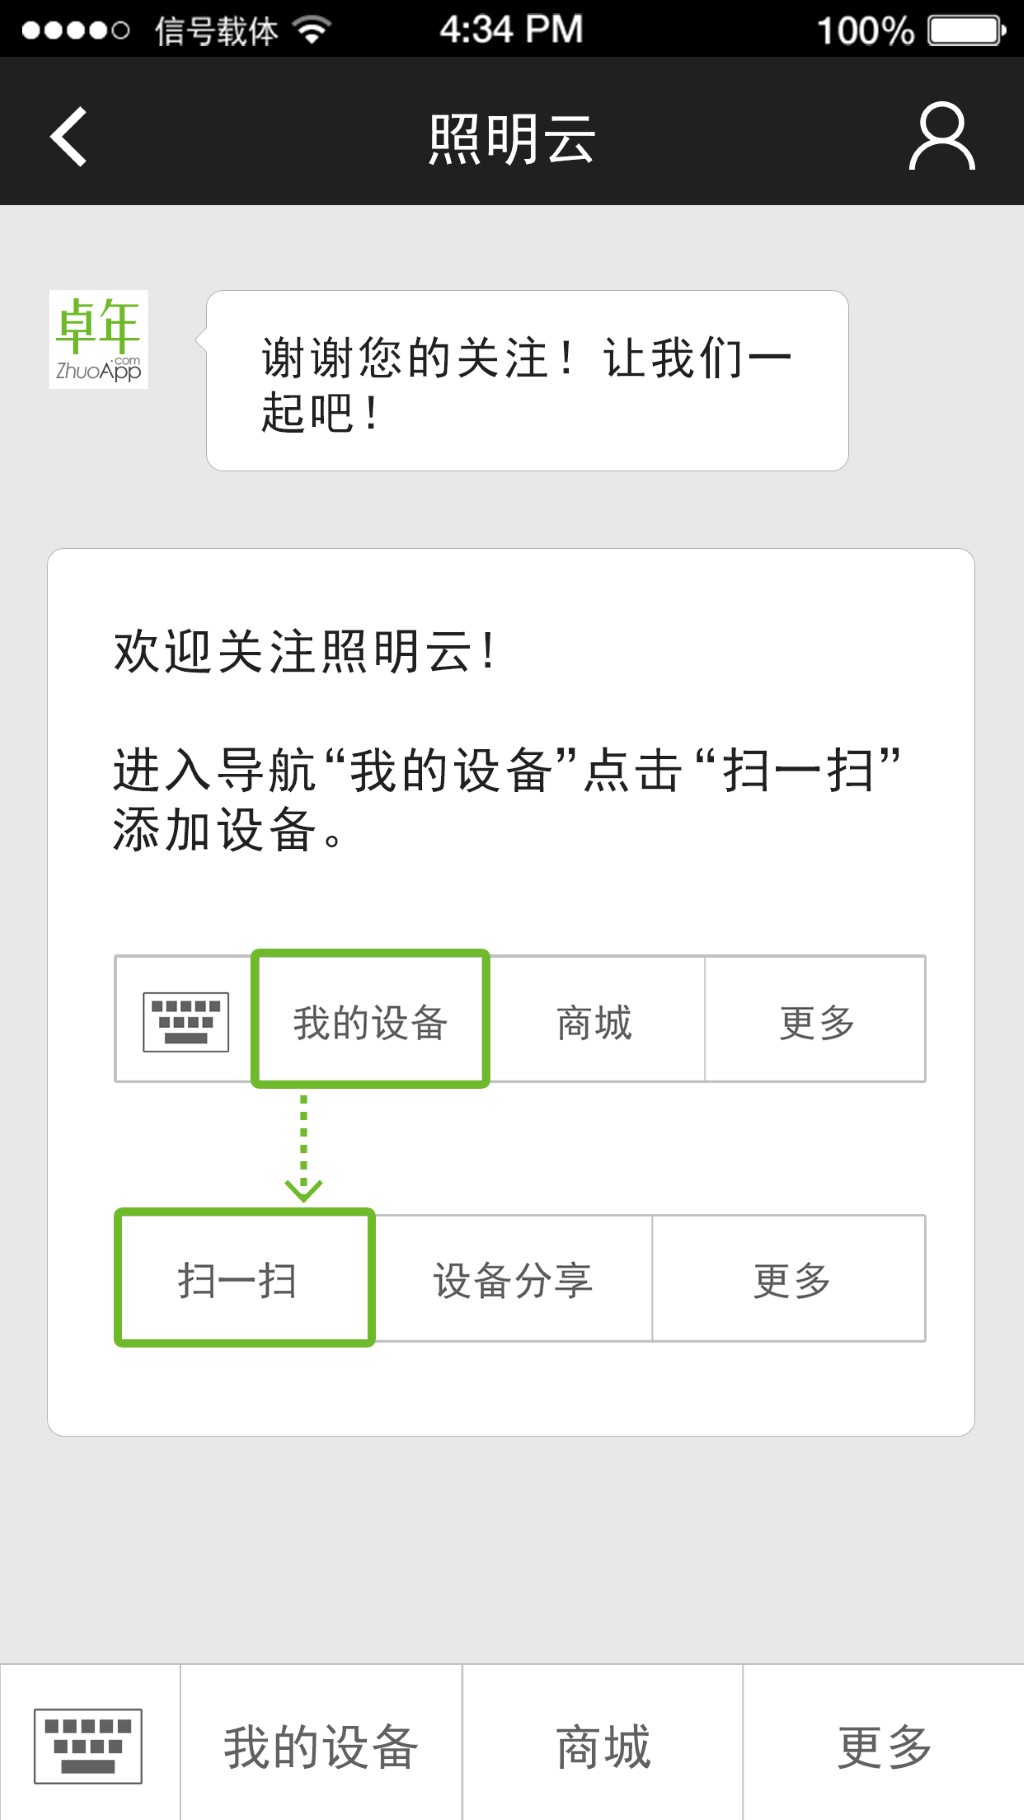 信号载体 4:34 PM 100%
照明云
卓年
.com
ZhuoApp
谢谢您的关注！让我们一
起吧！
欢迎关注照明云！
进入导航“我的设备”点击“扫一扫”
添加设备。
我的设备 商城 更多
扫一扫 设备分享 更多
我的设备 商城 更多